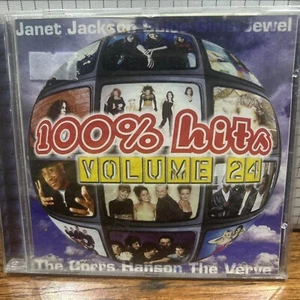 Janet Jackson Jewel
100% hits
VOLUME 24
The Corrs Hanson The Verve